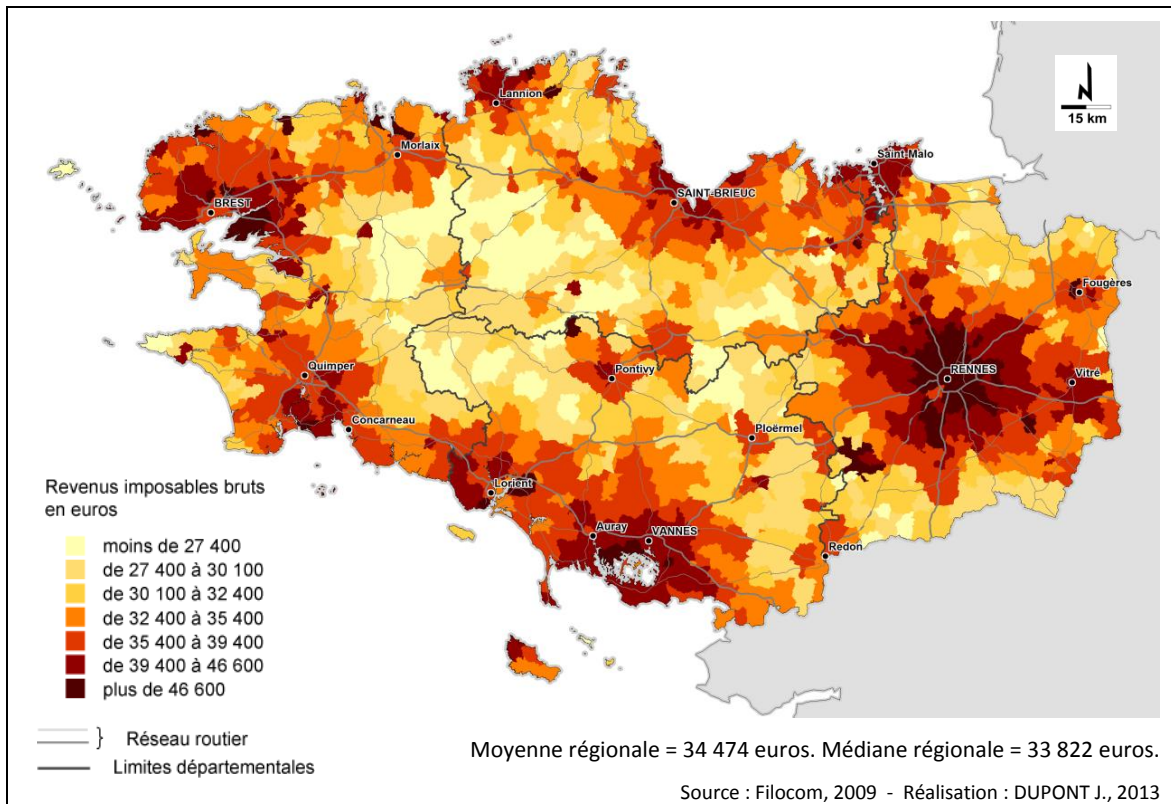 15 km
Lannion
Morlaix
Saint-Malo
SAINT-BRIEUC
BREST
Fougères
Quimper
Pontivy
RENNES
Vitré
Concarneau
Ploërmel
Lorient
Auray
VANNES
Redon
Revenus imposables bruts
en euros
moins de 27 400
de 27 400 à 30 100
de 30 100 à 32 400
de 32 400 à 35 400
de 35 400 à 39 400
de 39 400 à 46 600
plus de 46 600
} Réseau routier
Limites départementales
Moyenne régionale = 34 474 euros. Médiane régionale = 33 822 euros.
Source : Filocom, 2009 - Réalisation : DUPONT J., 2013